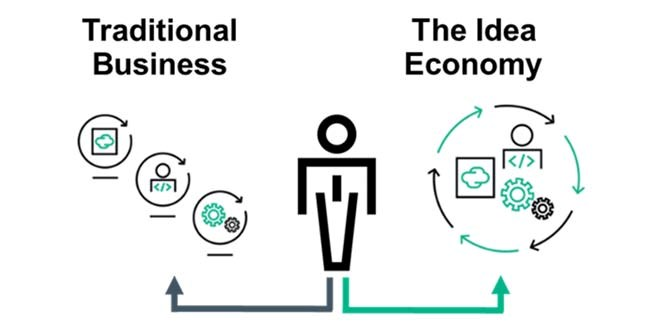 Traditional
Business
The Idea
Economy
</>
</>